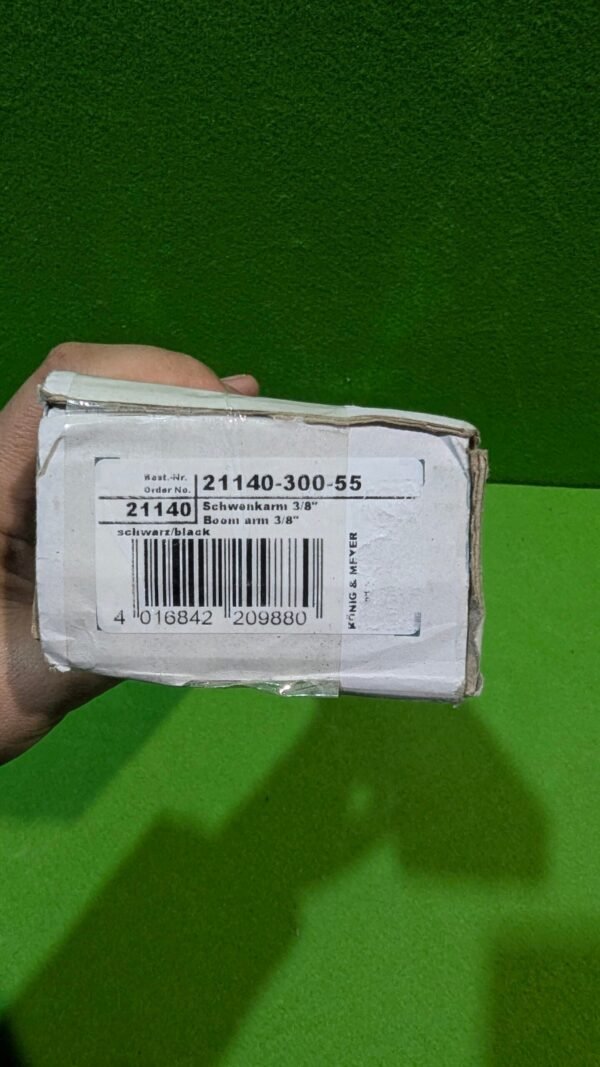 Best.-Nr.
Order No.
21140-300-55
21140
Schwenkarm 3/8"
Boom arm 3/8"
schwarz/black
4 016842 209880
KÖNIG & MEYER